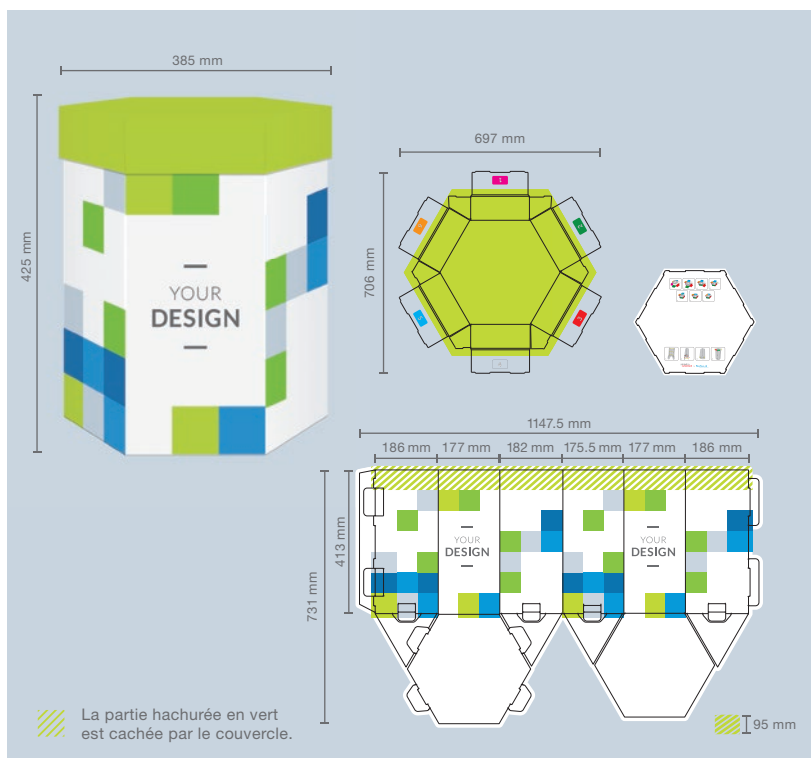 385 mm
425 mm
YOUR
DESIGN
697 mm
706 mm
1
1147.5 mm
186 mm 177 mm 182 mm 175.5 mm 177 mm 186 mm
413 mm
731 mm
YOUR
DESIGN
YOUR
DESIGN
La partie hachurée en vert
est cachée par le couvercle.
95 mm